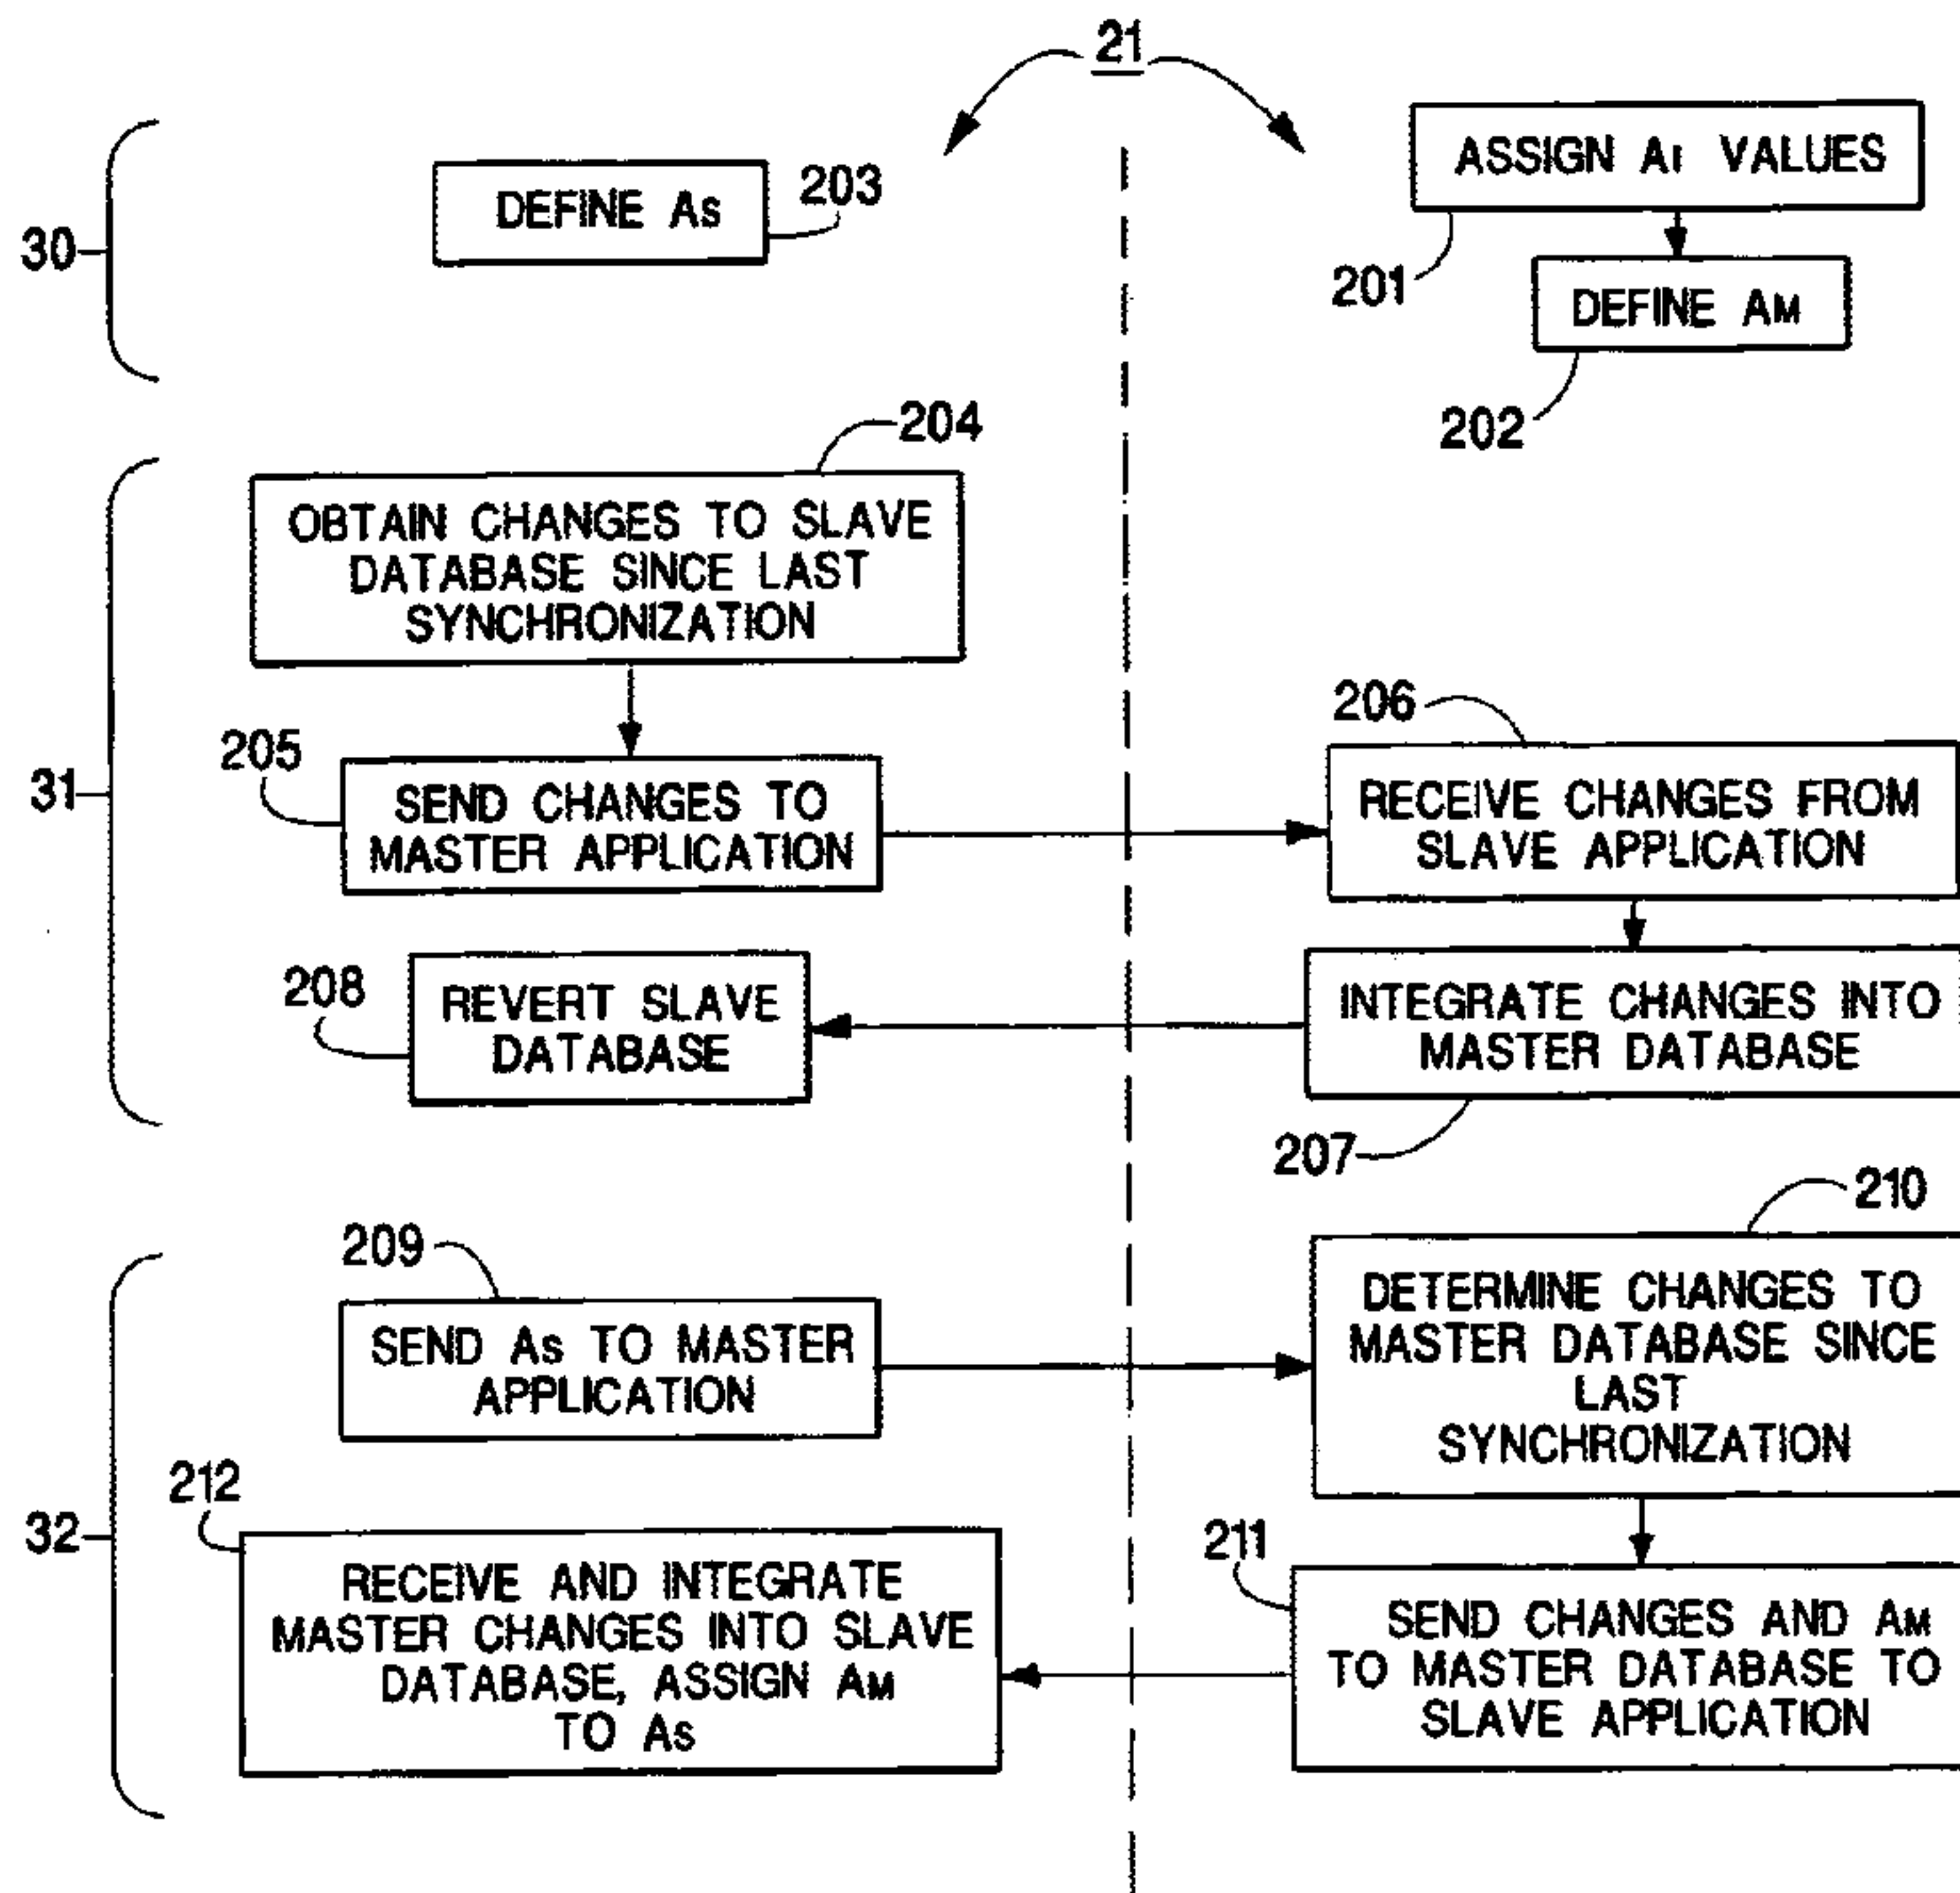 21
ASSIGN AI VALUES
DEFINE AS
203
30
201
DEFINE AM
202
204
OBTAIN CHANGES TO SLAVE
DATABASE SINCE LAST
SYNCHRONIZATION
206
205
31
SEND CHANGES TO
MASTER APPLICATION
RECEIVE CHANGES FROM
SLAVE APPLICATION
208
REVERT SLAVE
DATABASE
INTEGRATE CHANGES INTO
MASTER DATABASE
207
210
209
SEND AS TO MASTER
APPLICATION
DETERMINE CHANGES TO
MASTER DATABASE SINCE
LAST
SYNCHRONIZATION
212
32
211
RECEIVE AND INTEGRATE
MASTER CHANGES INTO SLAVE
DATABASE, ASSIGN AM
TO AS
SEND CHANGES AND AM
TO MASTER DATABASE TO
SLAVE APPLICATION